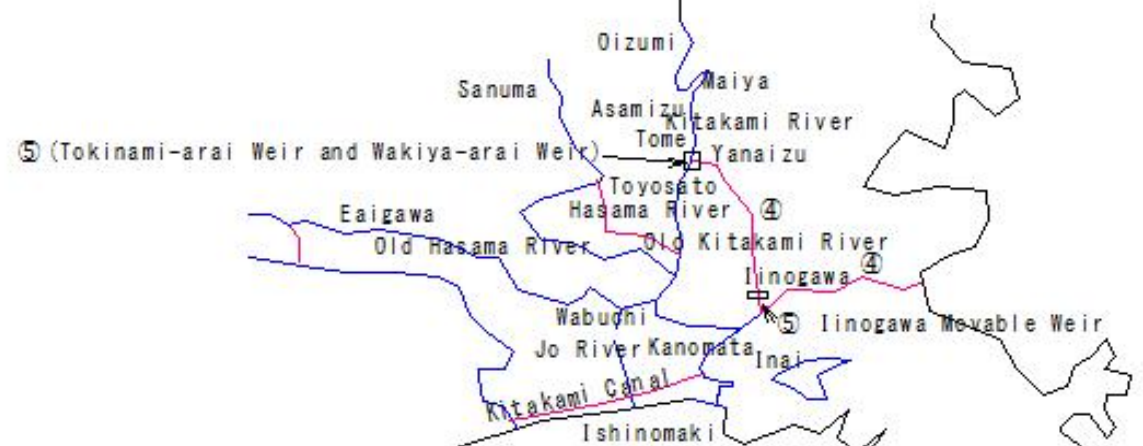 Oizumi
Maiya
Sanuma
Asamizu
Kitakami River
Tome
⑤ (Tokinami-arai Weir and Wakiya-arai Weir)
Yanaizu
Toyosato
Hasama River
④
Eaigawa
Old Hasama River
Old Kitakami River
Iinogawa ④
Wabuchi
⑤ Iinogawa Movable Weir
Jo River
Kanomata
Inai
Kitakami Canal
Ishinomaki